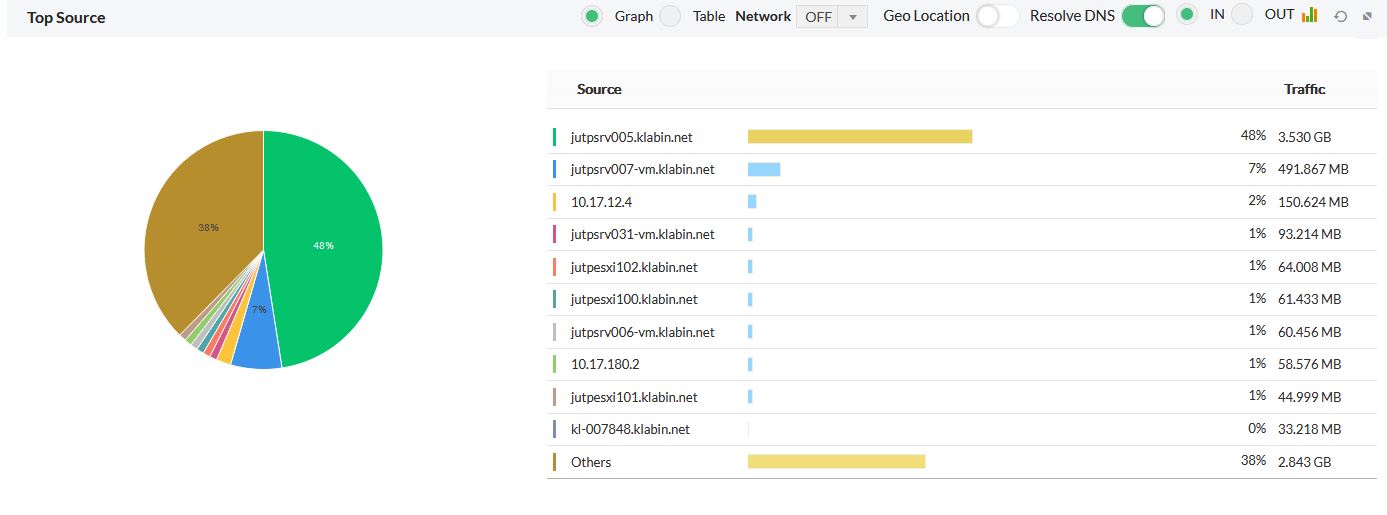 Top Source Graph Table Network OFF Geo Location Resolve DNS IN OUT
Source Traffic
jutpsrv005.klabin.net 48% 3.530 GB
jutpsrv007-vm.klabin.net 7% 491.867 MB
10.17.12.4 2% 150.624 MB
jutpsrv031-vm.klabin.net 1% 93.214 MB
jutpesxi102.klabin.net 1% 64.008 MB
jutpesxi100.klabin.net 1% 61.433 MB
jutpsrv006-vm.klabin.net 1% 60.456 MB
10.17.180.2 1% 58.576 MB
jutpesxi101.klabin.net 1% 44.999 MB
kl-007848.klabin.net 0% 33.218 MB
Others 38% 2.843 GB
38%
48%
7%